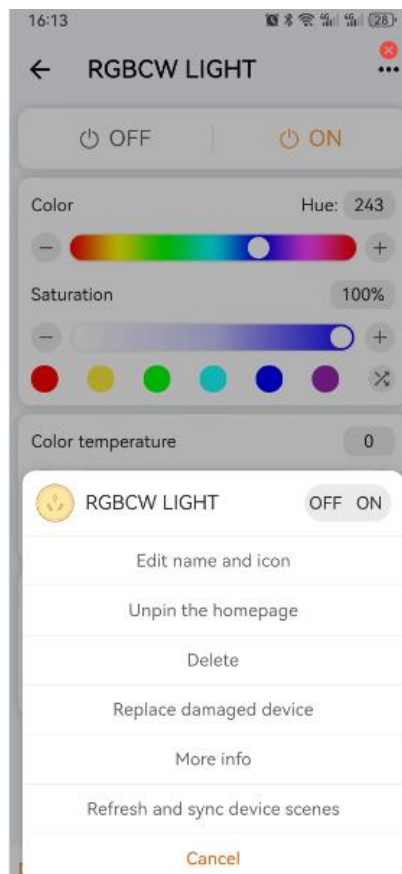 16:13
4G 4G 28
RGBCW LIGHT
OFF ON
Color Hue: 243
Saturation 100%
Color temperature 0
RGBCW LIGHT OFF ON
Edit name and icon
Unpin the homepage
Delete
Replace damaged device
More info
Refresh and sync device scenes
Cancel